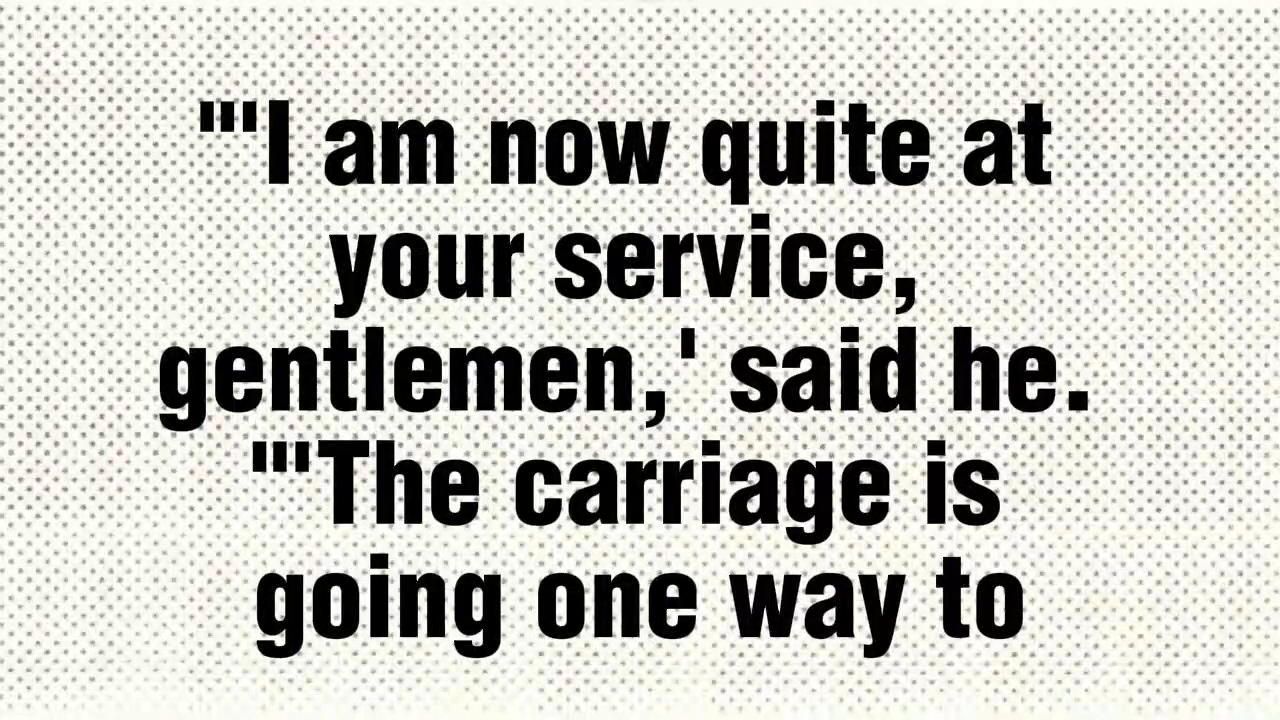 "'I am now quite at
your service,
gentlemen,' said he.
"'The carriage is
going one way to